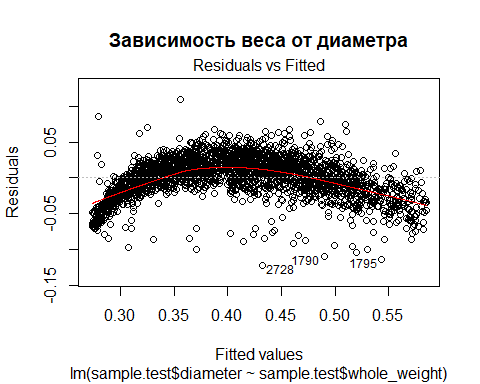 Зависимость веса от диаметра
Residuals vs Fitted
Residuals
0.05
-0.05
-0.15
2728
1790
1795
0.30 0.35 0.40 0.45 0.50 0.55
Fitted values
lm(sample.test$diameter ~ sample.test$whole_weight)